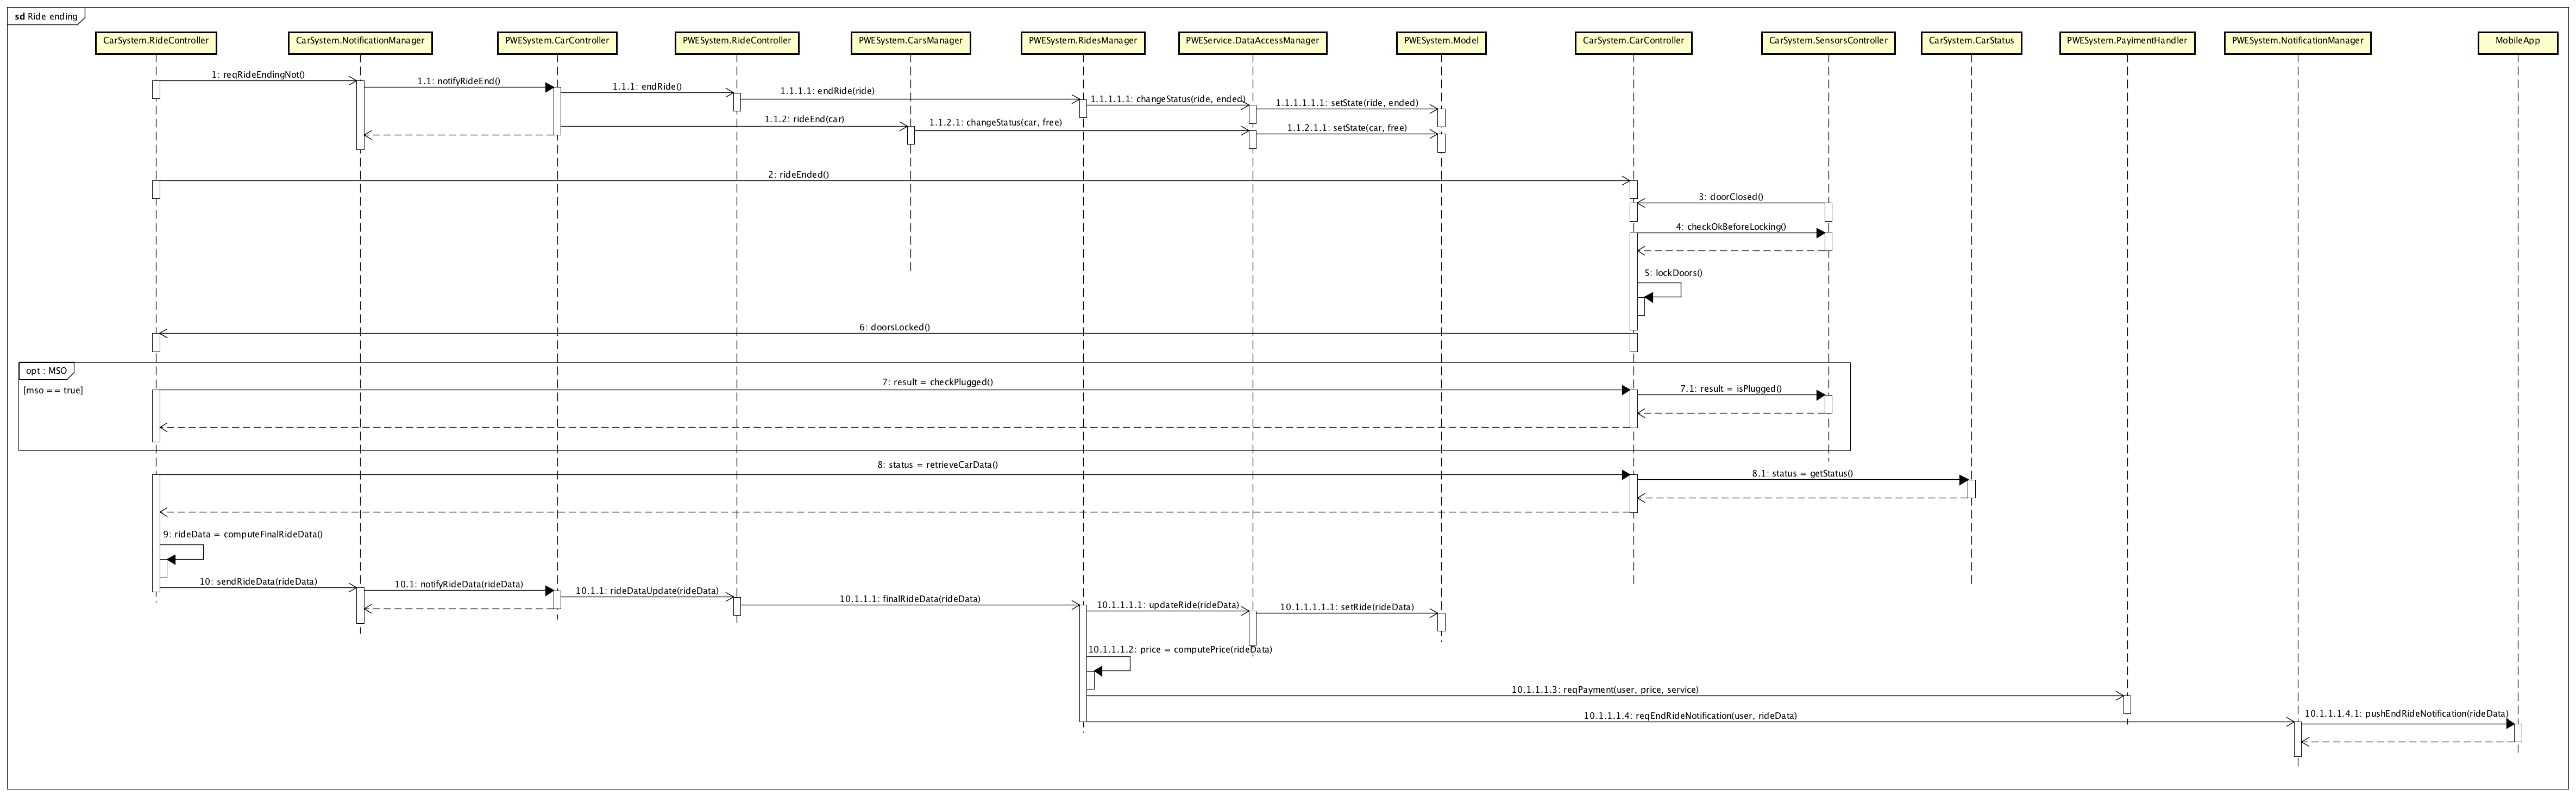 sd Ride ending
CarSystem.RideController
CarSystem.NotificationManager
PWESystem.CarController
PWESystem.RideController
PWESystem.CarsManager
PWESystem.RidesManager
PWEService.DataAccessManager
PWESystem.Model
CarSystem.CarController
CarSystem.SensorsController
CarSystem.CarStatus
PWESystem.PayimentHandler
PWESystem.NotificationManager
MobileApp
1: reqRideEndingNot()
1.1: notifyRideEnd()
1.1.1: endRide()
1.1.1.1: endRide(ride)
1.1.1.1.1: changeStatus(ride, ended)
1.1.1.1.1.1: setState(ride, ended)
1.1.2: rideEnd(car)
1.1.2.1: changeStatus(car, free)
1.1.2.1.1: setState(car, free)
2: rideEnded()
3: doorClosed()
4: checkOkBeforeLocking()
5: lockDoors()
6: doorsLocked()
opt : MSO
[mso == true]
7: result = checkPlugged()
7.1: result = isPlugged()
8: status = retrieveCarData()
8.1: status = getStatus()
9: rideData = computeFinalRideData()
10: sendRideData(rideData)
10.1: notifyRideData(rideData)
10.1.1: rideDataUpdate(rideData)
10.1.1.1: finalRideData(rideData)
10.1.1.1.1: updateRide(rideData)
10.1.1.1.1.1: setRide(rideData)
10.1.1.1.2: price = computePrice(rideData)
10.1.1.1.3: reqPayment(user, price, service)
10.1.1.1.4: reqEndRideNotification(user, rideData)
10.1.1.1.4.1: pushEndRideNotification(rideData)